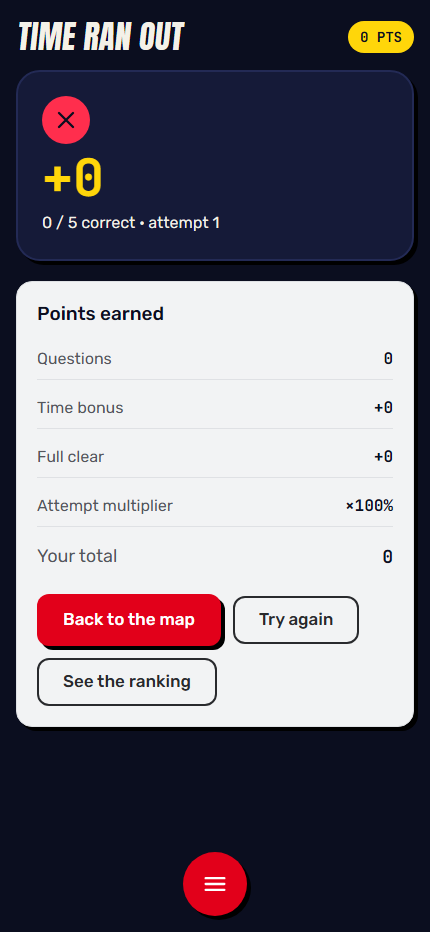 TIME RAN OUT
0 PTS
+0
0 / 5 correct • attempt 1
Points earned
Questions 0
Time bonus +0
Full clear +0
Attempt multiplier ×100%
Your total 0
Back to the map
Try again
See the ranking